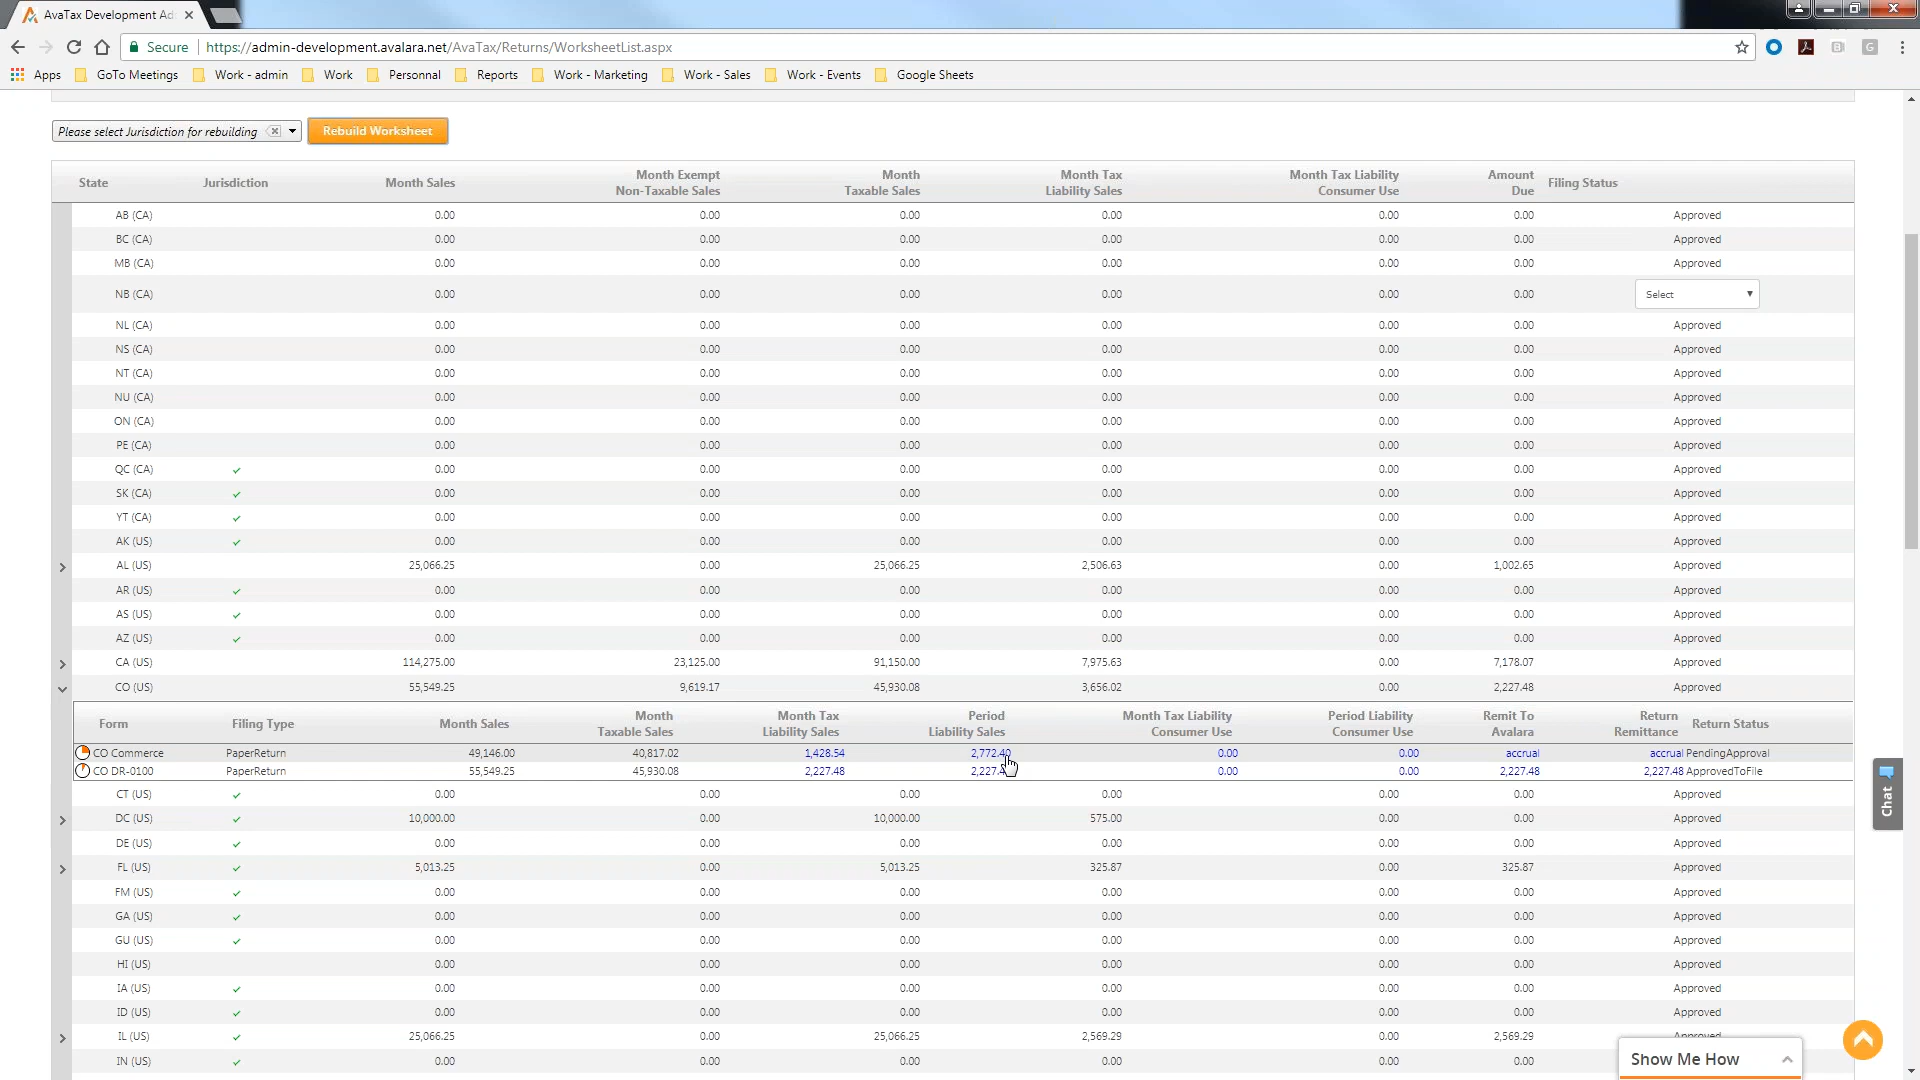 AvaTax Development Ad
Secure https://admin-development.avalara.net/AvaTax/Returns/WorksheetList.aspx
Apps GoTo Meetings Work - admin Work Personnal Reports Work - Marketing Work - Sales Work - Events Google Sheets
Please select Jurisdiction for rebuilding Rebuild Worksheet
State Jurisdiction Month Sales Month Exempt Non-Taxable Sales Month Taxable Sales Month Tax Liability Sales Month Tax Liability Consumer Use Amount Due Filing Status
AB (CA) 0.00 0.00 0.00 0.00 0.00 0.00 Approved
BC (CA) 0.00 0.00 0.00 0.00 0.00 0.00 Approved
MB (CA) 0.00 0.00 0.00 0.00 0.00 0.00 Approved
NB (CA) 0.00 0.00 0.00 0.00 0.00 0.00 Select
NL (CA) 0.00 0.00 0.00 0.00 0.00 0.00 Approved
NS (CA) 0.00 0.00 0.00 0.00 0.00 0.00 Approved
NT (CA) 0.00 0.00 0.00 0.00 0.00 0.00 Approved
NU (CA) 0.00 0.00 0.00 0.00 0.00 0.00 Approved
ON (CA) 0.00 0.00 0.00 0.00 0.00 0.00 Approved
PE (CA) 0.00 0.00 0.00 0.00 0.00 0.00 Approved
QC (CA) ✓ 0.00 0.00 0.00 0.00 0.00 0.00 Approved
SK (CA) ✓ 0.00 0.00 0.00 0.00 0.00 0.00 Approved
YT (CA) ✓ 0.00 0.00 0.00 0.00 0.00 0.00 Approved
AK (US) ✓ 0.00 0.00 0.00 0.00 0.00 0.00 Approved
AL (US) 25,066.25 0.00 25,066.25 2,506.63 0.00 1,002.65 Approved
AR (US) ✓ 0.00 0.00 0.00 0.00 0.00 0.00 Approved
AS (US) ✓ 0.00 0.00 0.00 0.00 0.00 0.00 Approved
AZ (US) ✓ 0.00 0.00 0.00 0.00 0.00 0.00 Approved
CA (US) 114,275.00 23,125.00 91,150.00 7,975.63 0.00 7,178.07 Approved
CO (US) 55,549.25 9,619.17 45,930.08 3,656.02 0.00 2,227.48 Approved
Form Filing Type Month Sales Month Taxable Sales Month Tax Liability Sales Period Liability Sales Month Tax Liability Consumer Use Period Liability Consumer Use Remit To Avalara Return Remittance Return Status
CO Commerce PaperReturn 49,146.00 40,817.02 1,428.54 2,772.40 0.00 0.00 accrual accrual PendingApproval
CO DR-0100 PaperReturn 55,549.25 45,930.08 2,227.48 2,227.4 0.00 0.00 2,227.48 2,227.48 ApprovedToFile
CT (US) ✓ 0.00 0.00 0.00 0.00 0.00 0.00 Approved
DC (US) ✓ 10,000.00 0.00 10,000.00 575.00 0.00 0.00 Approved
DE (US) ✓ 0.00 0.00 0.00 0.00 0.00 0.00 Approved
FL (US) ✓ 5,013.25 0.00 5,013.25 325.87 0.00 325.87 Approved
FM (US) ✓ 0.00 0.00 0.00 0.00 0.00 0.00 Approved
GA (US) ✓ 0.00 0.00 0.00 0.00 0.00 0.00 Approved
GU (US) ✓ 0.00 0.00 0.00 0.00 0.00 0.00 Approved
HI (US) 0.00 0.00 0.00 0.00 0.00 0.00 Approved
IA (US) ✓ 0.00 0.00 0.00 0.00 0.00 0.00 Approved
ID (US) ✓ 0.00 0.00 0.00 0.00 0.00 0.00 Approved
IL (US) ✓ 25,066.25 0.00 25,066.25 2,569.29 0.00 2,569.29 Approved
IN (US) ✓ 0.00 0.00 0.00 0.00 0.00 0.00
Chat
Show Me How